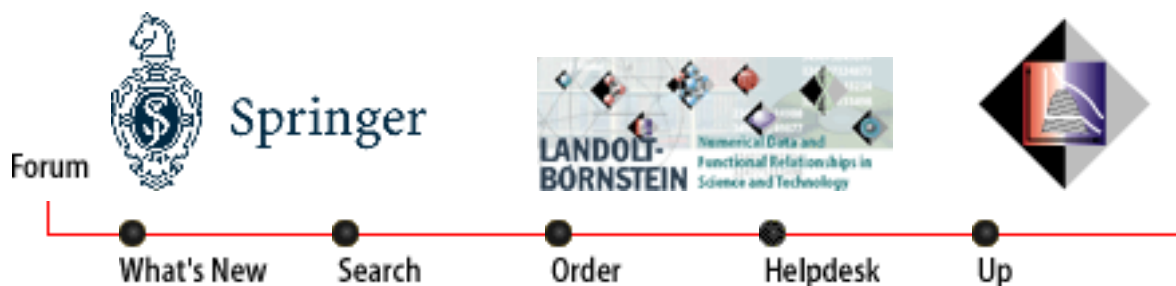 Springer
LANDOLT-
BÖRNSTEIN
Numerical Data and
Functional Relationships in
Science and Technology
Forum
What's New
Search
Order
Helpdesk
Up